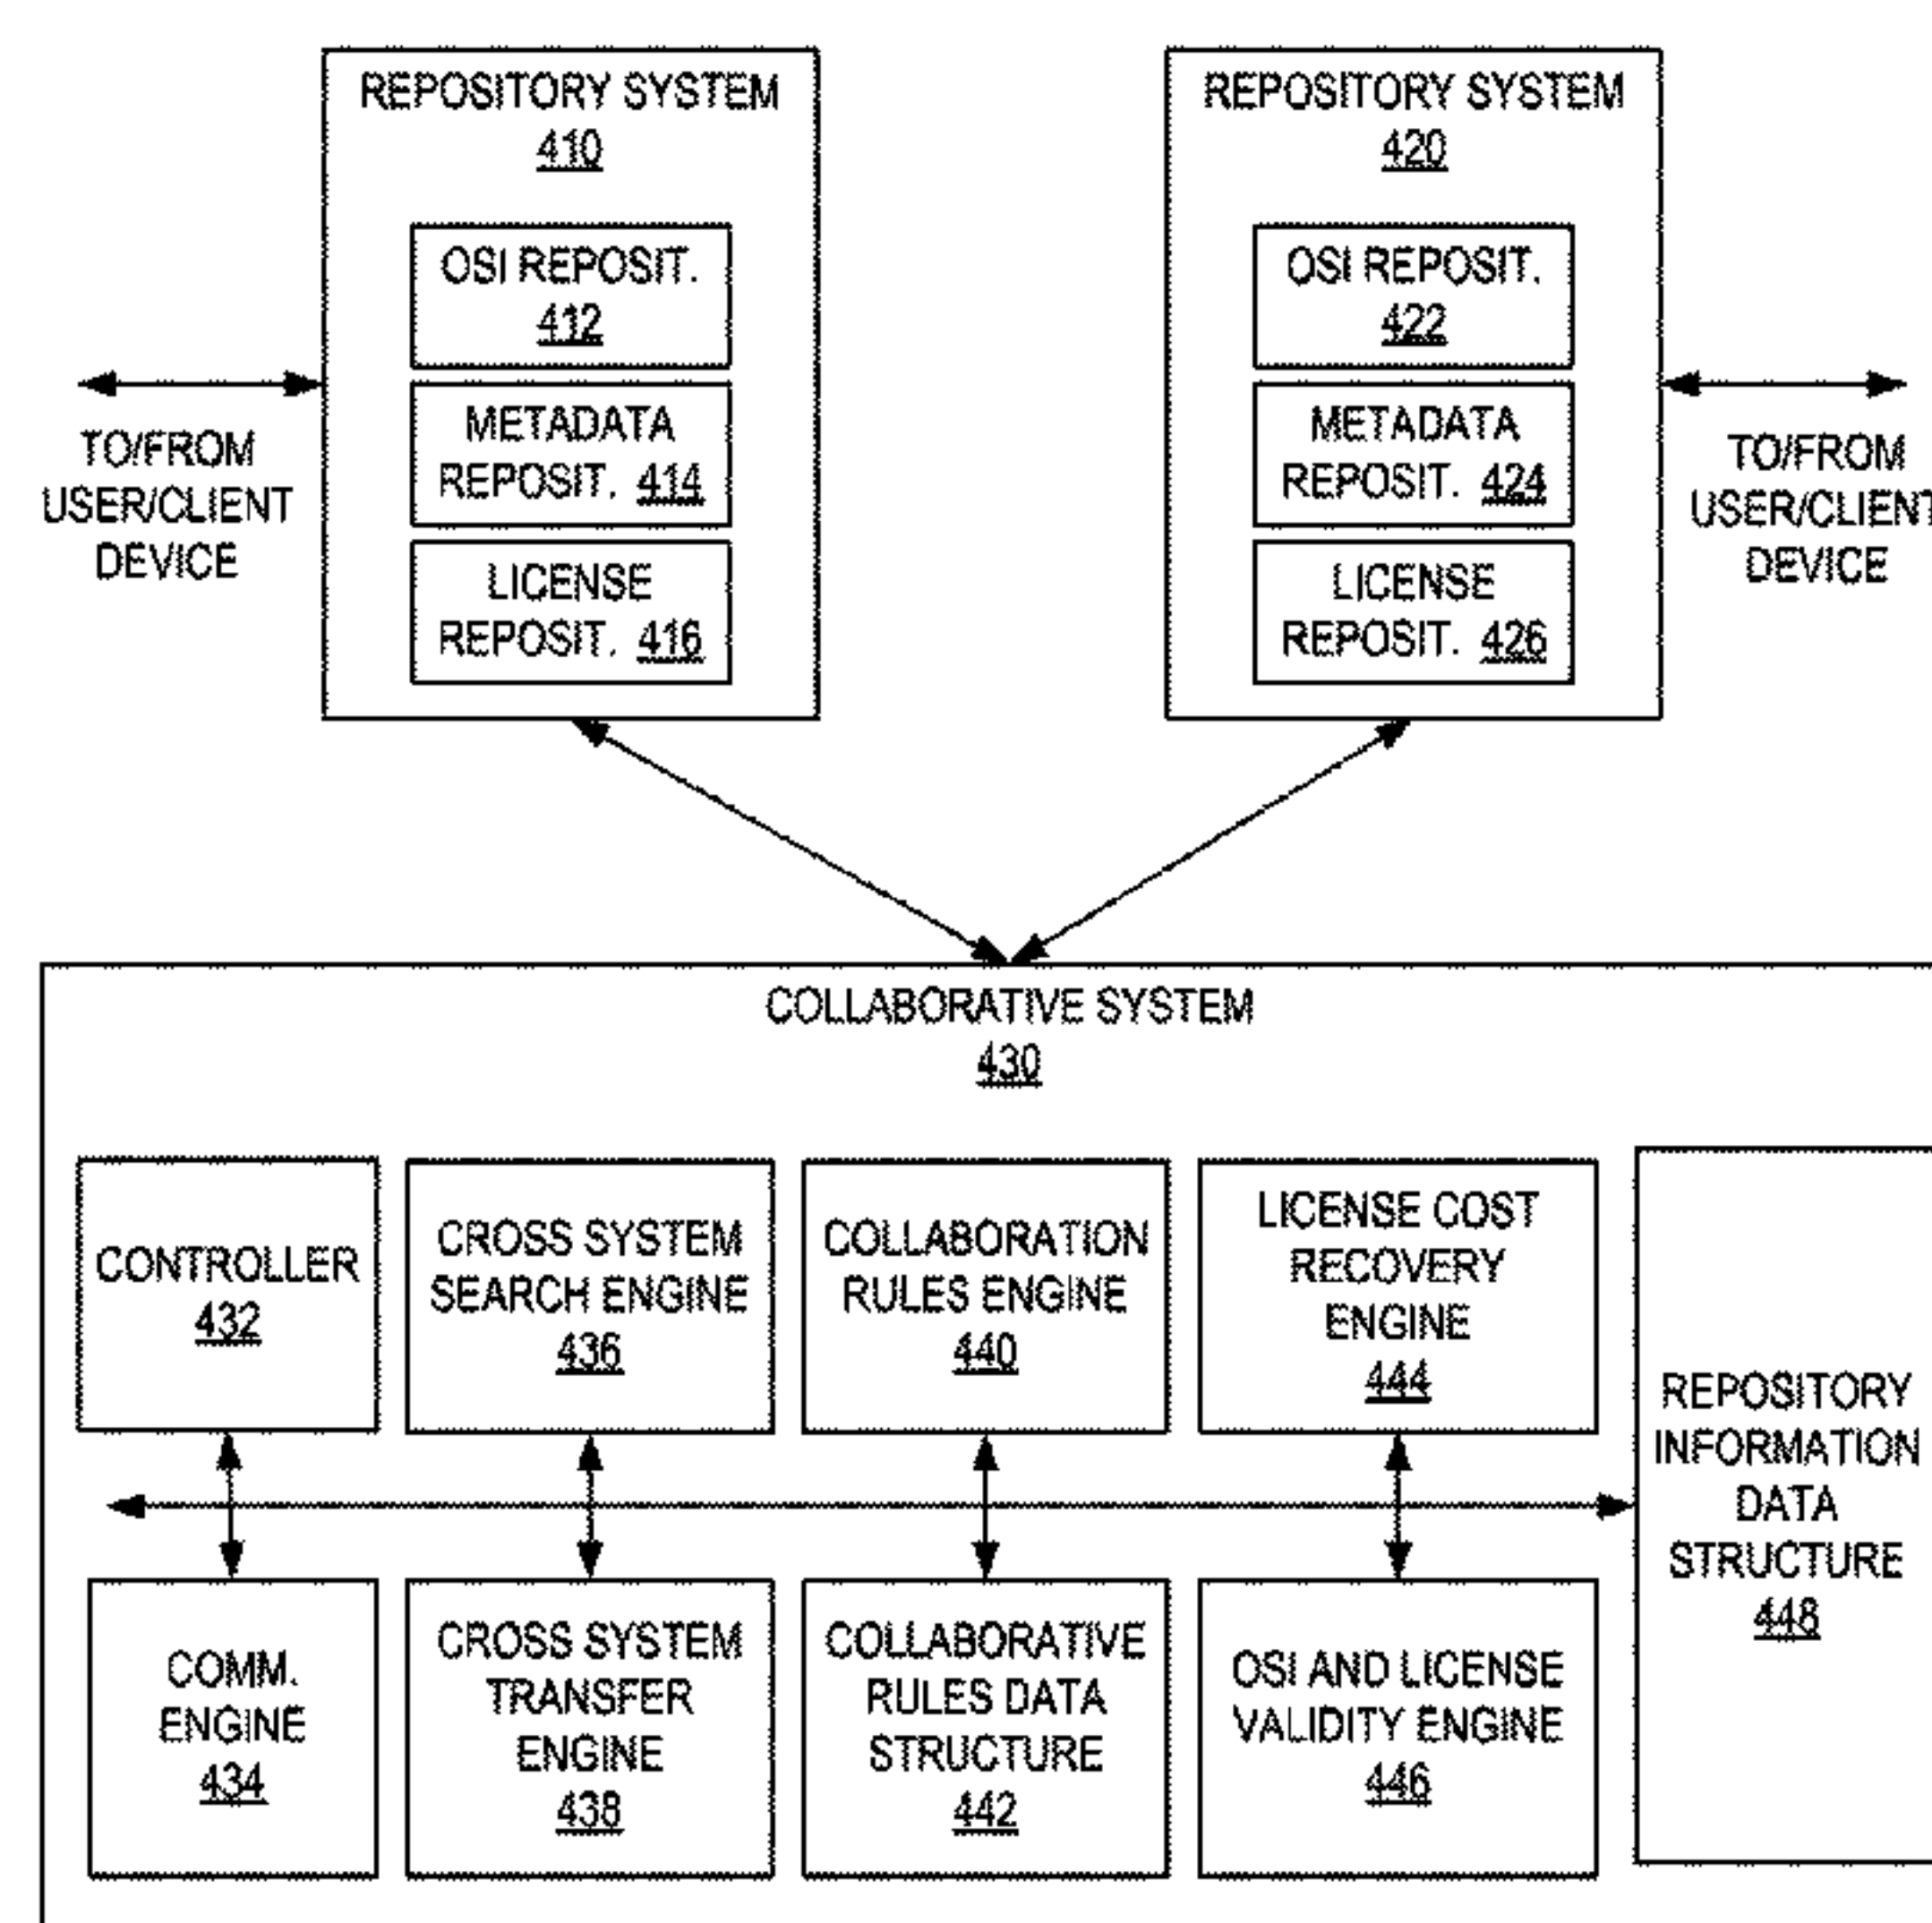 REPOSITORY SYSTEM
410
OSI REPOSIT.
412
METADATA
REPOSIT. 414
LICENSE
REPOSIT. 416
TO/FROM
USER/CLIENT
DEVICE
REPOSITORY SYSTEM
420
OSI REPOSIT.
422
METADATA
REPOSIT. 424
LICENSE
REPOSIT. 426
TO/FROM
USER/CLIENT
DEVICE
COLLABORATIVE SYSTEM
430
CONTROLLER
432
CROSS SYSTEM
SEARCH ENGINE
436
COLLABORATION
RULES ENGINE
440
LICENSE COST
RECOVERY
ENGINE
444
REPOSITORY
INFORMATION
DATA
STRUCTURE
448
COMM.
ENGINE
434
CROSS SYSTEM
TRANSFER
ENGINE
438
COLLABORATIVE
RULES DATA
STRUCTURE
442
OSI AND LICENSE
VALIDITY ENGINE
446